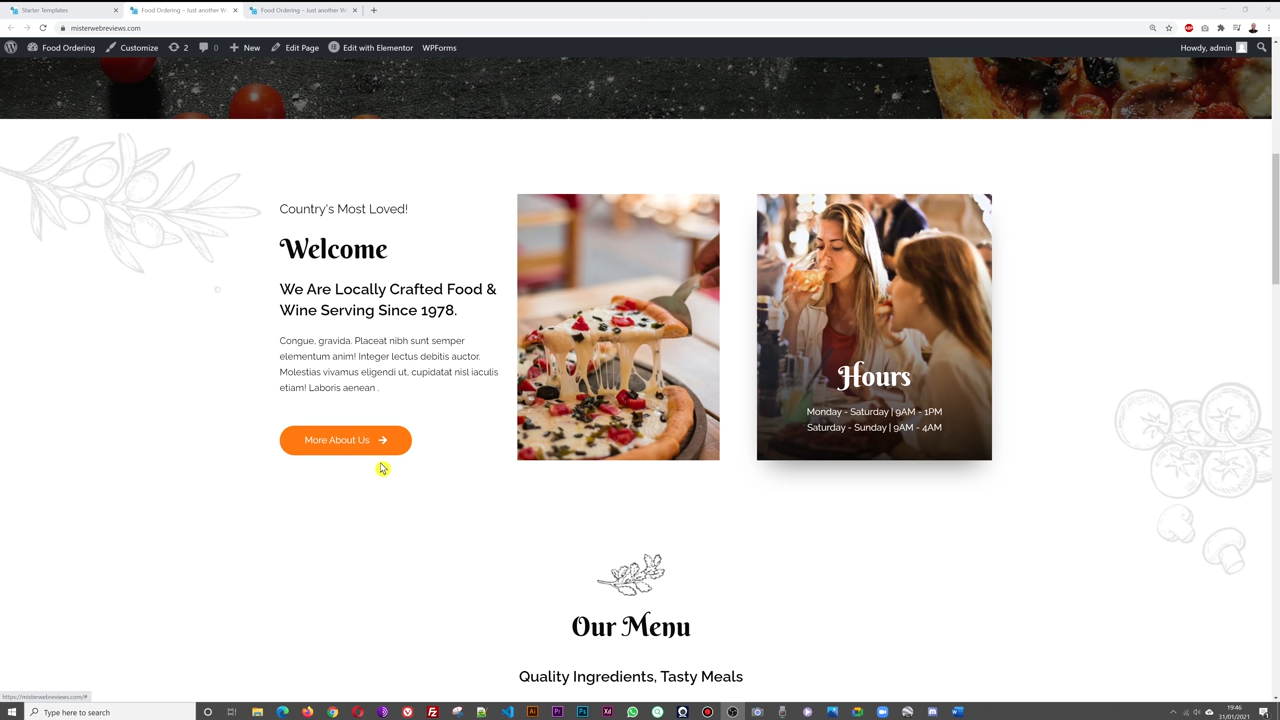 Starter Templates
Food Ordering – Just another W
Food Ordering – Just another W
misterwebreviews.com
Food Ordering
Customize
2
0
New
Edit Page
Edit with Elementor
WPForms
Howdy, admin
Country's Most Loved!
Welcome
We Are Locally Crafted Food &
Wine Serving Since 1978.
Congue, gravida. Placeat nibh sunt semper
elementum anim! Integer lectus debitis auctor.
Molestias vivamus eligendi ut, cupidatat nisl iaculis
etiam! Laboris aenean .
More About Us
Hours
Monday - Saturday | 9AM - 1PM
Saturday - Sunday | 9AM - 4AM
Our Menu
Quality Ingredients, Tasty Meals
https://misterwebreviews.com/#
Type here to search
19:46
31/01/2021